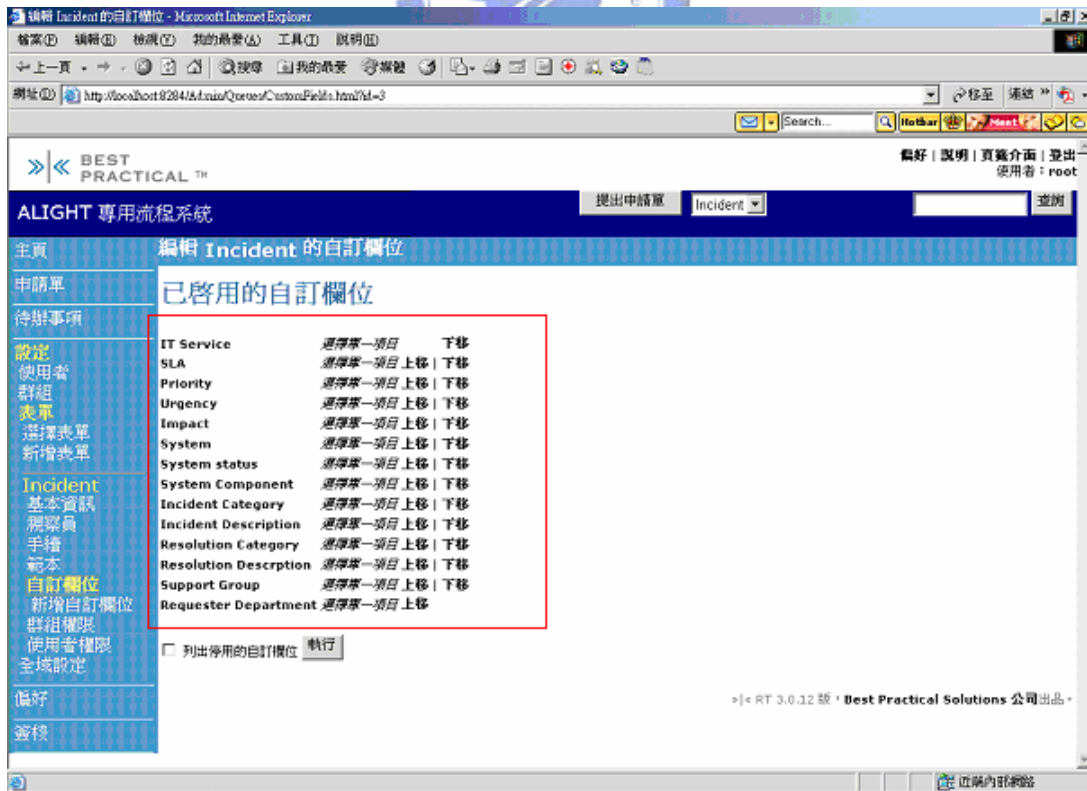 編輯 Incident 的自訂欄位 - Microsoft Internet Explorer
檔案(F) 編輯(E) 檢視(V) 我的最愛(A) 工具(T) 說明(H)
上一頁 搜尋 我的最愛 媒體
網址(D) http://localhost:8284/Admin/Queues/CustomFields.html?id=3 移至 連結 »
Search... Hotbar
BEST PRACTICAL ™
偏好 | 說明 | 頁籤介面 | 登出
使用者：root
ALIGHT 專用流程系統 提出申請單 Incident 查詢
編輯 Incident 的自訂欄位
主頁
申請單
待辦事項
設定
使用者
群組
表單
選擇表單
新增表單
Incident
基本資訊
視察員
手續
範本
自訂欄位
新增自訂欄位
群組權限
使用者權限
全域設定
偏好
簽核
已啓用的自訂欄位
IT Service 選擇單一項目 下移
SLA 選擇單一項目 上移 | 下移
Priority 選擇單一項目 上移 | 下移
Urgency 選擇單一項目 上移 | 下移
Impact 選擇單一項目 上移 | 下移
System 選擇單一項目 上移 | 下移
System status 選擇單一項目 上移 | 下移
System Component 選擇單一項目 上移 | 下移
Incident Category 選擇單一項目 上移 | 下移
Incident Description 選擇單一項目 上移 | 下移
Resolution Category 選擇單一項目 上移 | 下移
Resolution Descrption 選擇單一項目 上移 | 下移
Support Group 選擇單一項目 上移 | 下移
Requester Department 選擇單一項目 上移
列出停用的自訂欄位 執行
»|« RT 3.0.12 版，Best Practical Solutions 公司出品。
近端內部網路